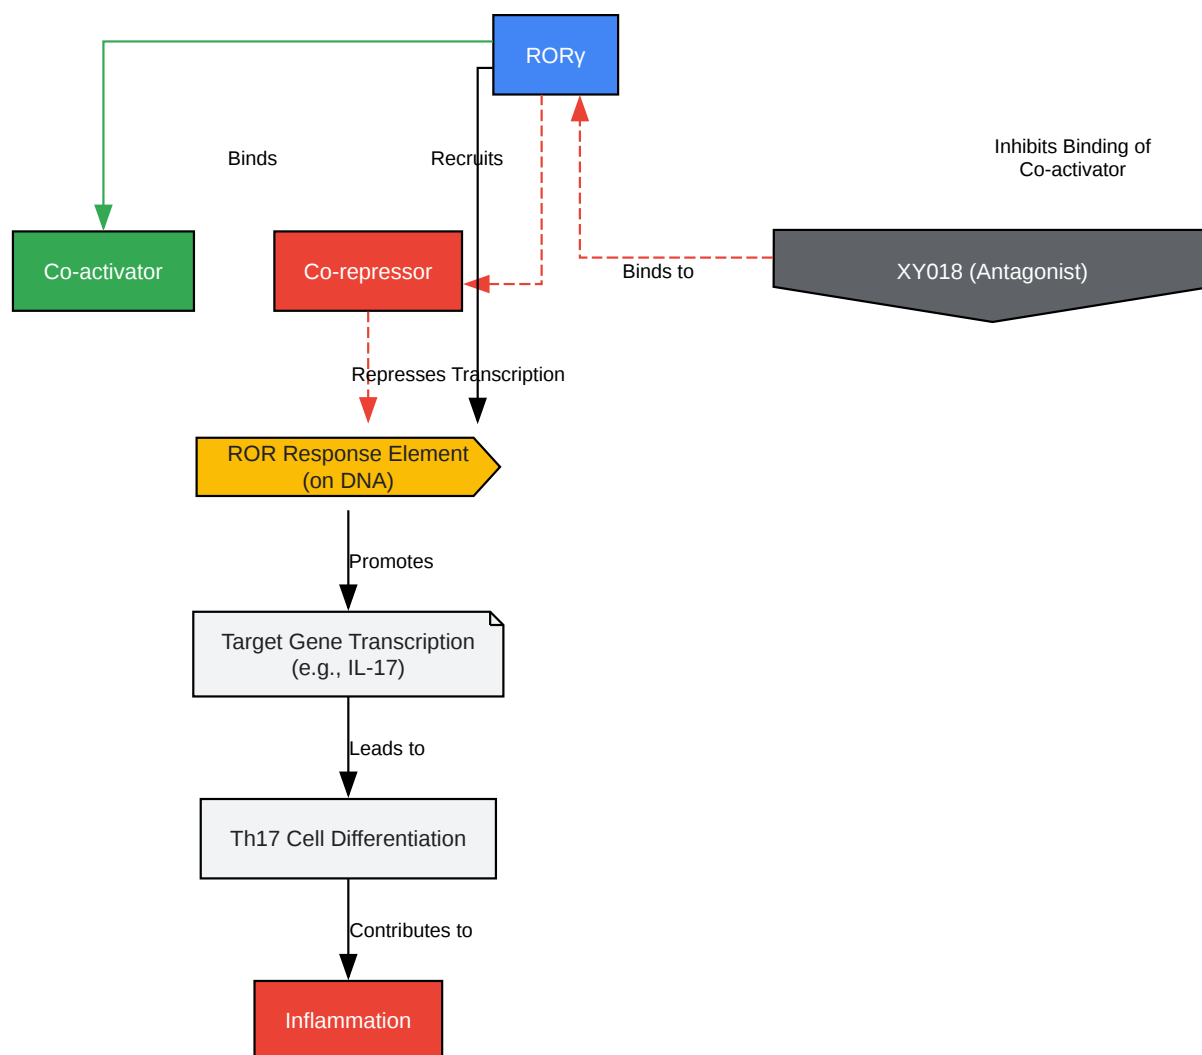 RORγ
Binds
Recruits
Inhibits Binding of
Co-activator
Co-activator
Co-repressor
Binds to
XY018 (Antagonist)
Represses Transcription
ROR Response Element
(on DNA)
Promotes
Target Gene Transcription
(e.g., IL-17)
Leads to
Th17 Cell Differentiation
Contributes to
Inflammation